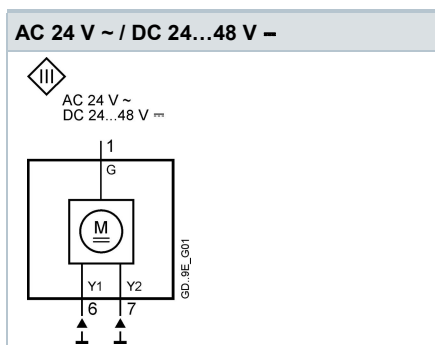 AC 24 V ~ / DC 24...48 V ⎓
III
AC 24 V ~
DC 24...48 V ⎓
1
G
M
Y1 Y2
6 7
GD..9E_G01